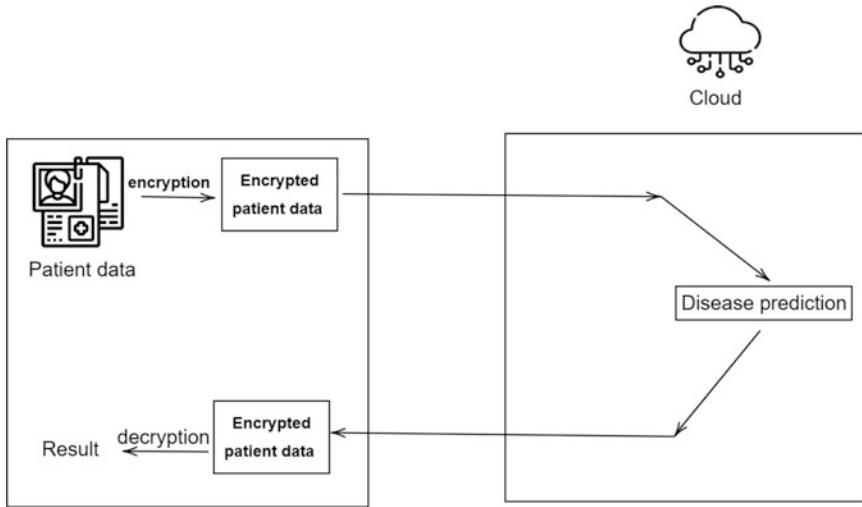 Cloud
encryption
Encrypted
patient data
Patient data
Disease prediction
Encrypted
patient data
decryption
Result